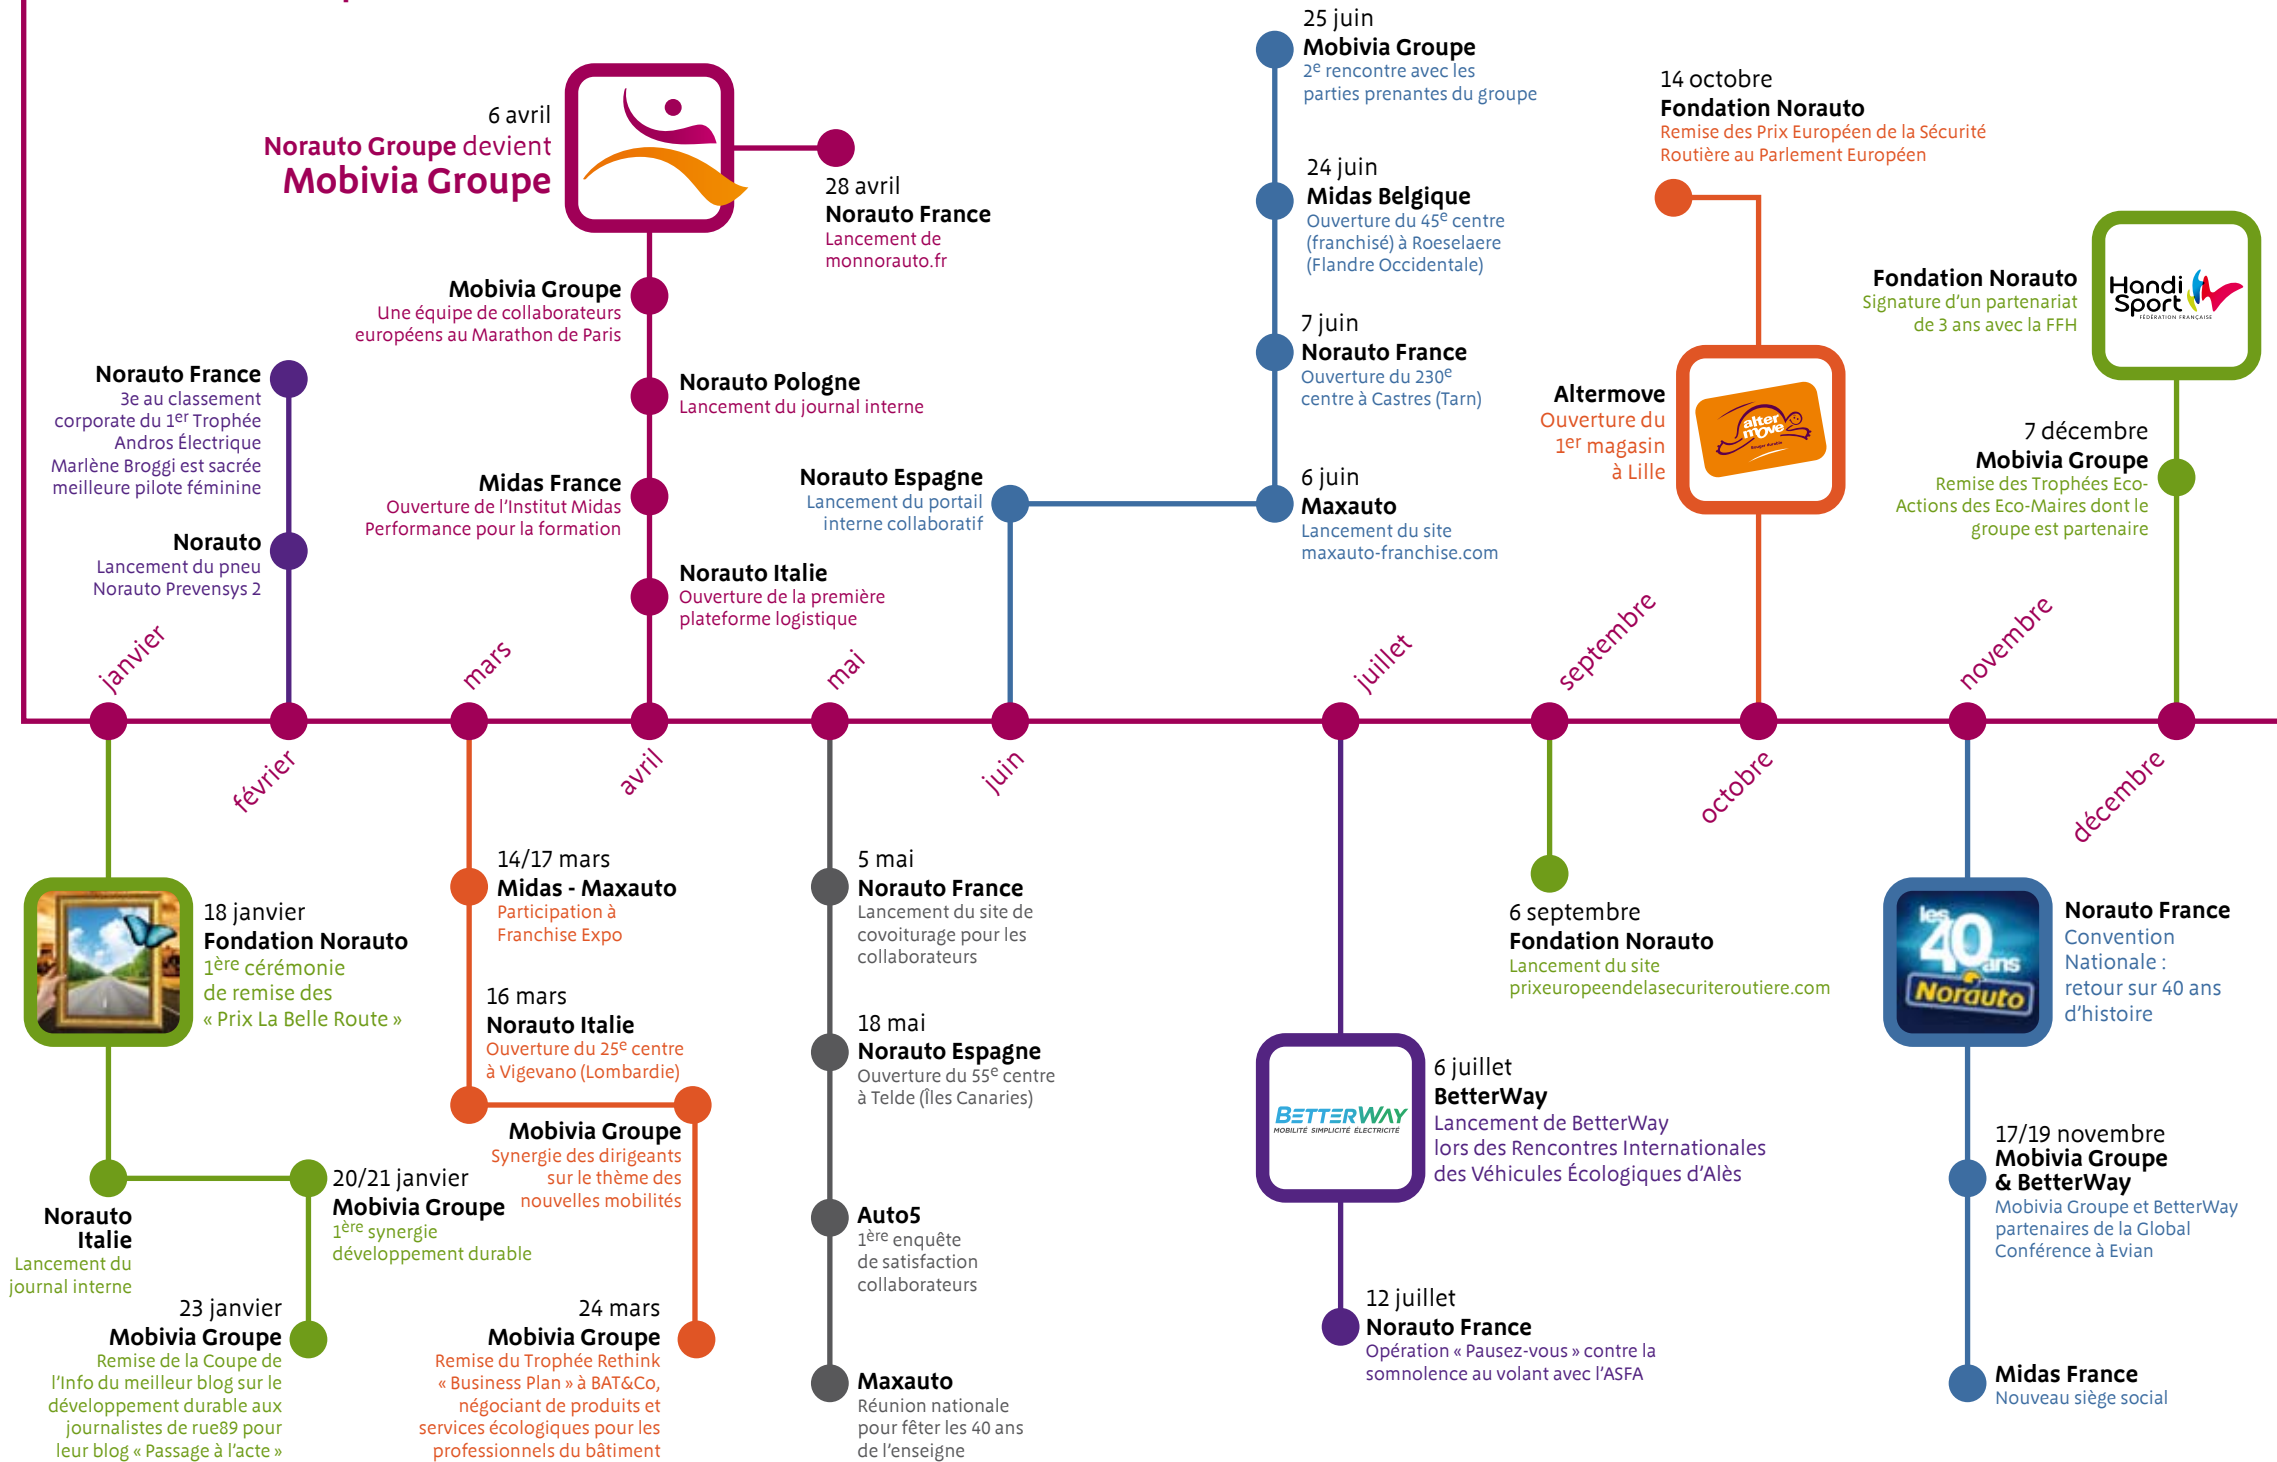 6 avril
Norauto Groupe devient
Mobivia Groupe
28 avril
Norauto France
Lancement de
monnorauto.fr
Mobivia Groupe
Une équipe de collaborateurs
européens au Marathon de Paris
Norauto Pologne
Lancement du journal interne
Midas France
Ouverture de l'Institut Midas
Performance pour la formation
Norauto Italie
Ouverture de la première
plateforme logistique
Norauto France
3e au classement
corporate du 1er Trophée
Andros Électrique
Marlène Broggi est sacrée
meilleure pilote féminine
Norauto
Lancement du pneu
Norauto Prevensys 2
25 juin
Mobivia Groupe
2e rencontre avec les
parties prenantes du groupe
24 juin
Midas Belgique
Ouverture du 45e centre
(franchisé) à Roeselaere
(Flandre Occidentale)
7 juin
Norauto France
Ouverture du 230e
centre à Castres (Tarn)
6 juin
Maxauto
Lancement du site
maxauto-franchise.com
Norauto Espagne
Lancement du portail
interne collaboratif
14 octobre
Fondation Norauto
Remise des Prix Européen de la Sécurité
Routière au Parlement Européen
Altermove
Ouverture du
1er magasin
à Lille
alter
move
Fondation Norauto
Signature d'un partenariat
de 3 ans avec la FFH
Handi
Sport
FÉDÉRATION FRANÇAISE
7 décembre
Mobivia Groupe
Remise des Trophées Eco-
Actions des Eco-Maires dont le
groupe est partenaire
janvier
février
mars
avril
mai
juin
juillet
septembre
octobre
novembre
décembre
18 janvier
Fondation Norauto
1ère cérémonie
de remise des
« Prix La Belle Route »
Norauto
Italie
Lancement du
journal interne
20/21 janvier
Mobivia Groupe
1ère synergie
développement durable
23 janvier
Mobivia Groupe
Remise de la Coupe de
l'Info du meilleur blog sur le
développement durable aux
journalistes de rue89 pour
leur blog « Passage à l'acte »
14/17 mars
Midas - Maxauto
Participation à
Franchise Expo
16 mars
Norauto Italie
Ouverture du 25e centre
à Vigevano (Lombardie)
Mobivia Groupe
Synergie des dirigeants
sur le thème des
nouvelles mobilités
24 mars
Mobivia Groupe
Remise du Trophée Rethink
« Business Plan » à BAT&Co,
négociant de produits et
services écologiques pour les
professionnels du bâtiment
5 mai
Norauto France
Lancement du site de
covoiturage pour les
collaborateurs
18 mai
Norauto Espagne
Ouverture du 55e centre
à Telde (Îles Canaries)
Auto5
1ère enquête
de satisfaction
collaborateurs
Maxauto
Réunion nationale
pour fêter les 40 ans
de l'enseigne
BETTERWAY
MOBILITÉ SIMPLICITÉ ÉLECTRICITÉ
6 juillet
BetterWay
Lancement de BetterWay
lors des Rencontres Internationales
des Véhicules Écologiques d'Alès
12 juillet
Norauto France
Opération « Pausez-vous » contre la
somnolence au volant avec l'ASFA
6 septembre
Fondation Norauto
Lancement du site
prixeuropeendelasecuriteroutiere.com
les
40
ans
Norauto
Norauto France
Convention
Nationale :
retour sur 40 ans
d'histoire
17/19 novembre
Mobivia Groupe
& BetterWay
Mobivia Groupe et BetterWay
partenaires de la Global
Conférence à Evian
Midas France
Nouveau siège social